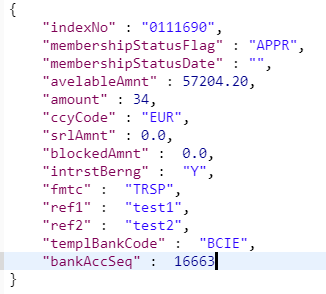 {
"indexNo" : "0111690",
"membershipStatusFlag" : "APPR",
"membershipStatusDate" : "",
"avelableAmnt" : 57204.20,
"amount" : 34,
"ccyCode" : "EUR",
"srlAmnt" : 0.0,
"blockedAmnt" :  0.0,
"intrstBerng" :  "Y",
"fmtc" :  "TRSP",
"ref1" :  "test1",
"ref2" :  "test2",
"templBankCode" :  "BCIE",
"bankAccSeq" :  16663
}